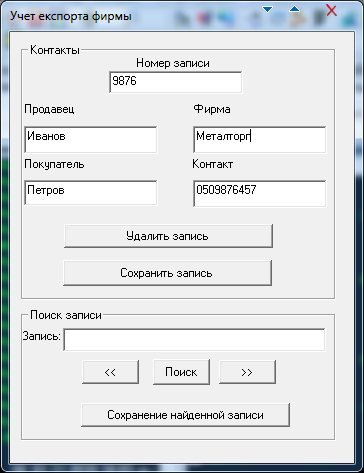 Учет експорта фирмы
Контакты
Номер записи
9876
Продавец Фирма
Иванов Металторг
Покупатель Контакт
Петров 0509876457
Удалить запись
Сохранить запись
Поиск записи
Запись:
<< Поиск >>
Сохранение найденной записи